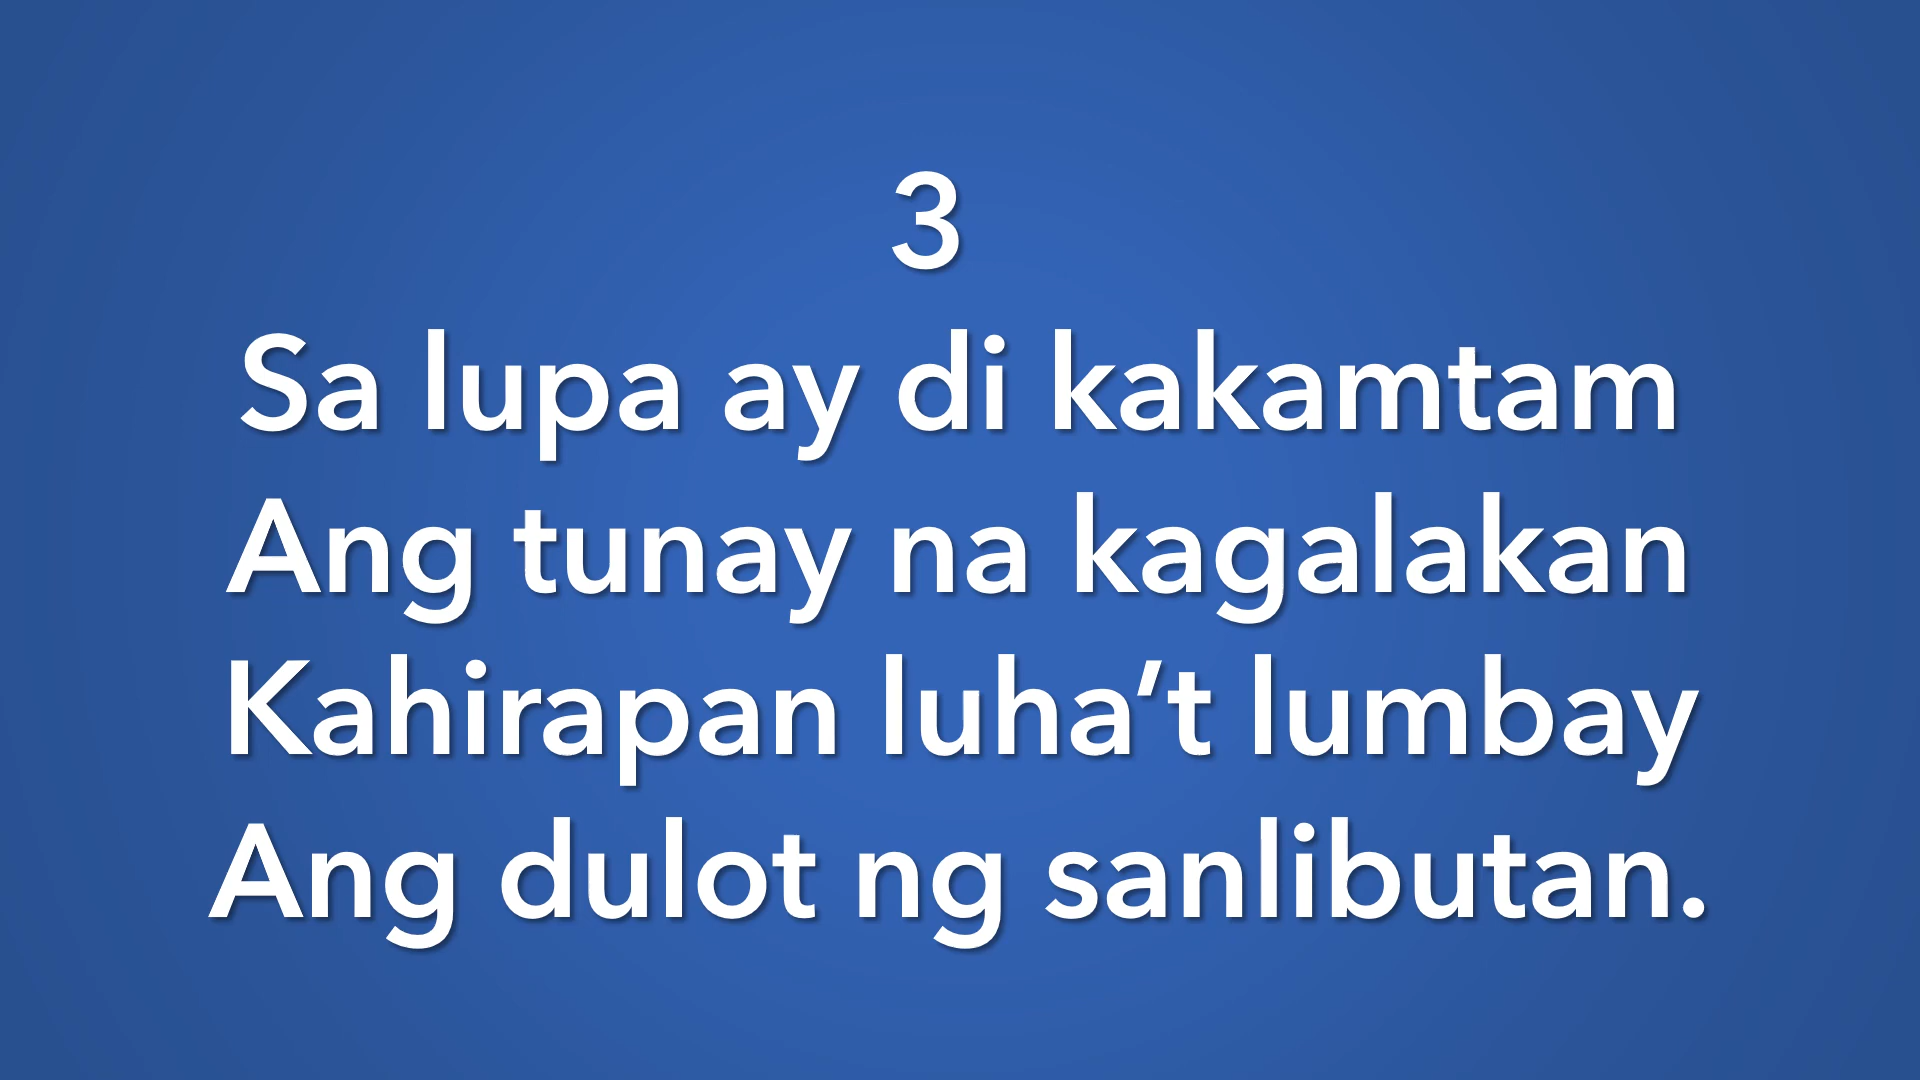 3
Sa lupa ay di kakamtam
Ang tunay na kagalakan
Kahirapan luha’t lumbay
Ang dulot ng sanlibutan.